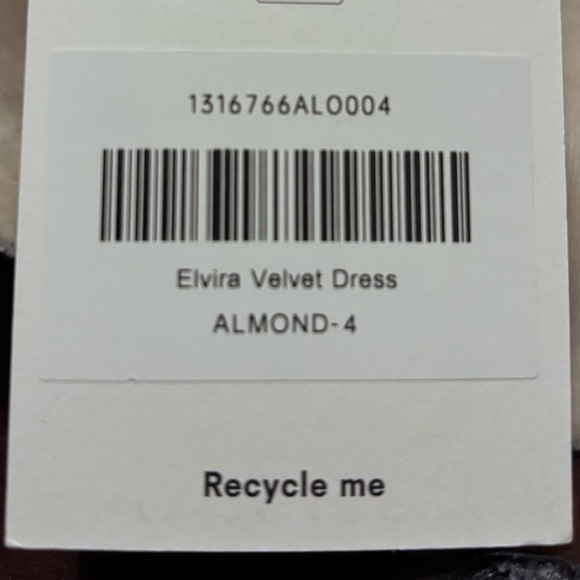 1316766ALO004
Elvira Velvet Dress
ALMOND-4
Recycle me